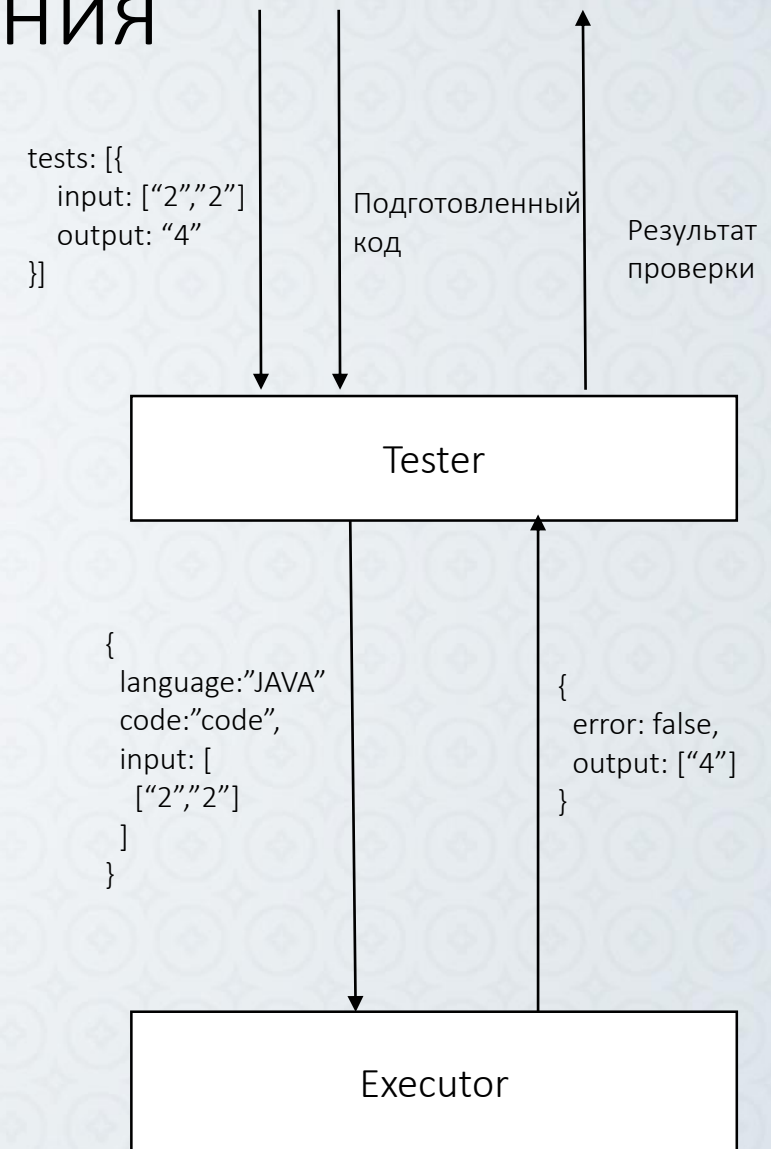 ния
tests: [{
input: [“2”,“2”]
output: “4”
}]
Подготовленный
код
Результат
проверки
Tester
{
language:”JAVA”
code:”code”,
input: [
[“2”,”2”]
]
}
{
error: false,
output: [“4”]
}
Executor